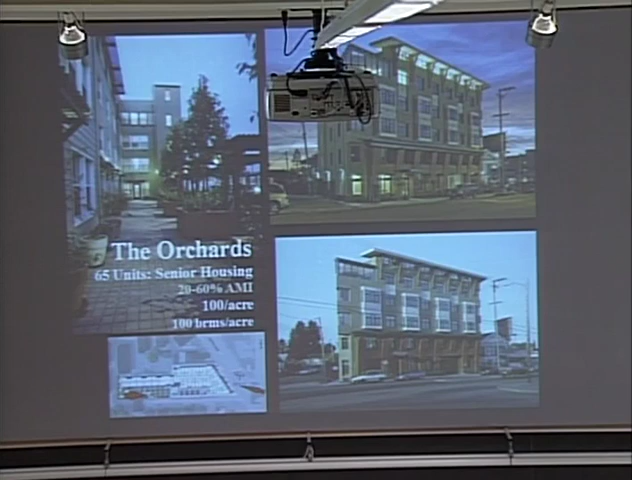 The Orchards
65 Units: Senior Housing
20-60% AMI
100/acre
100 brms/acre